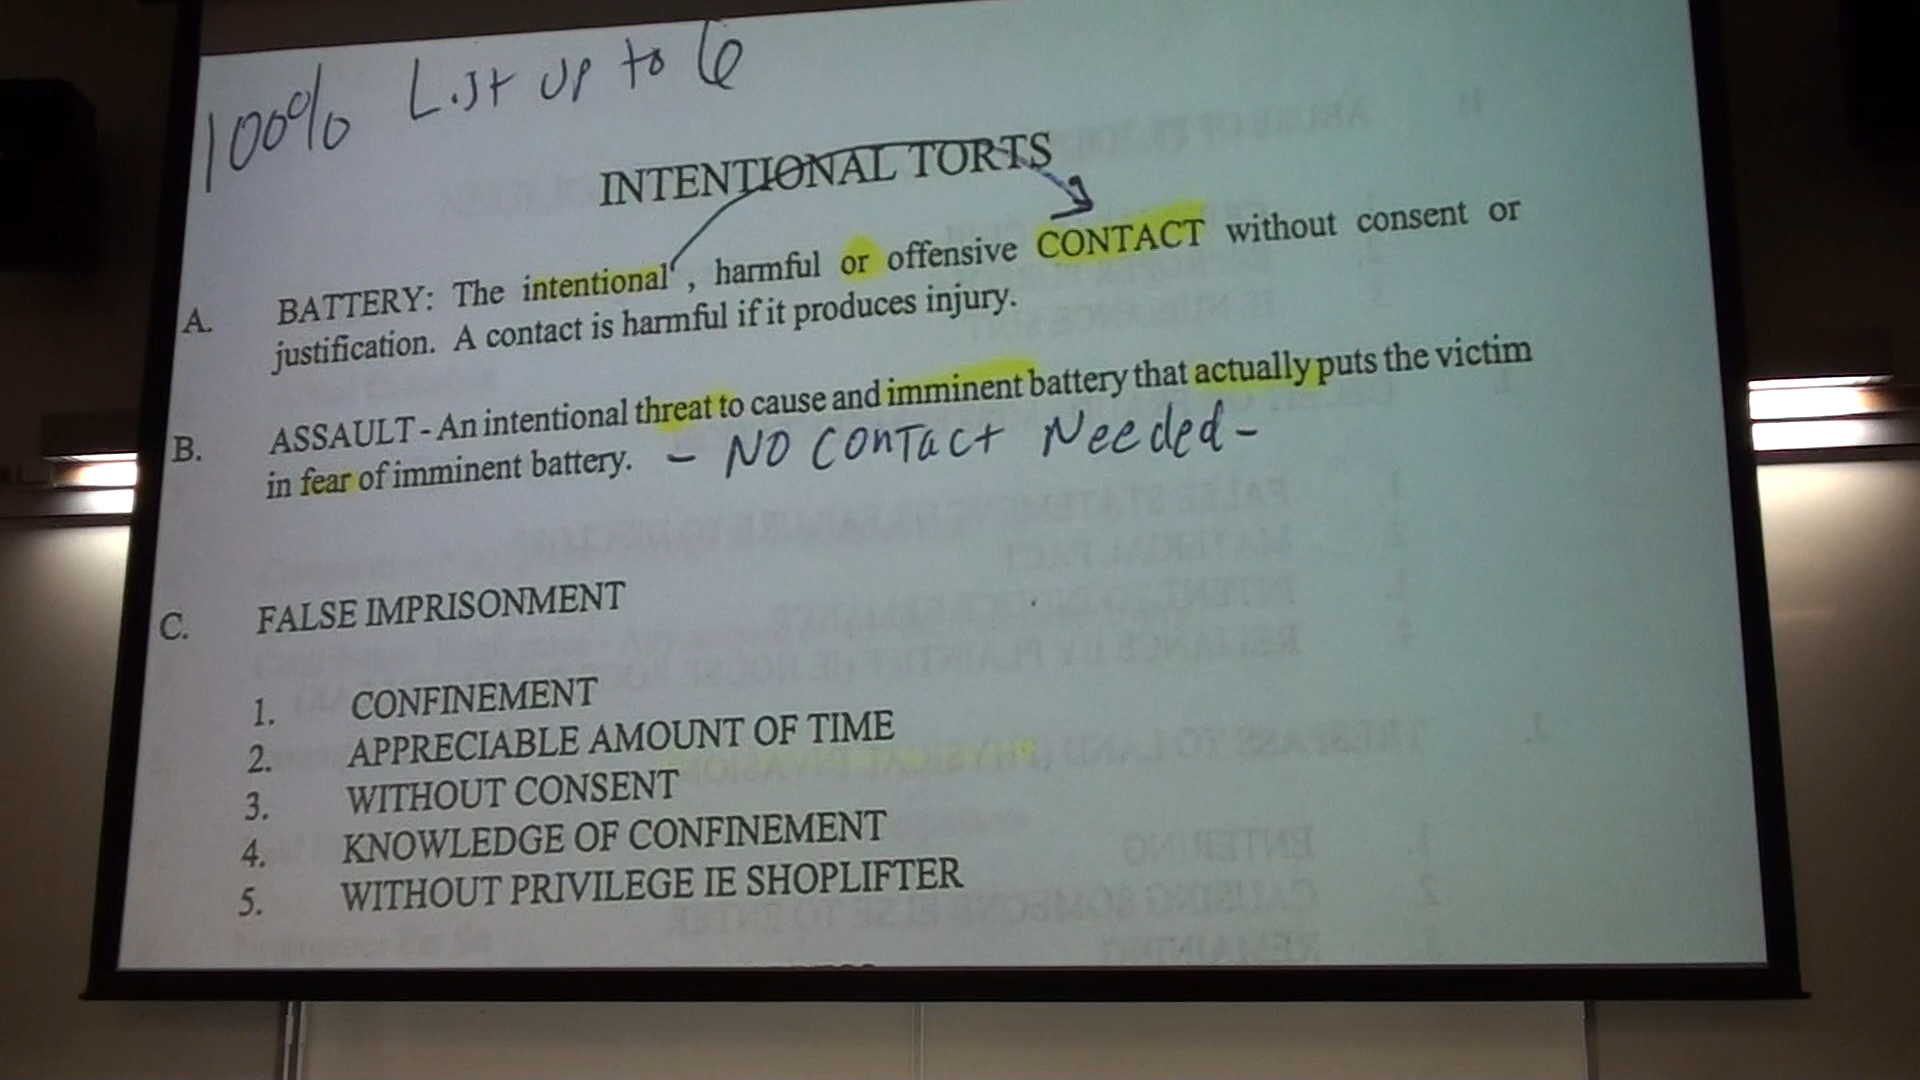 100% List up to 6
INTENTIONAL TORTS
A. BATTERY: The intentional , harmful or offensive CONTACT without consent or
justification. A contact is harmful if it produces injury.
B. ASSAULT - An intentional threat to cause and imminent battery that actually puts the victim
in fear of imminent battery. - NO CONTACT Needed -
C. FALSE IMPRISONMENT
1. CONFINEMENT
2. APPRECIABLE AMOUNT OF TIME
3. WITHOUT CONSENT
4. KNOWLEDGE OF CONFINEMENT
5. WITHOUT PRIVILEGE IE SHOPLIFTER